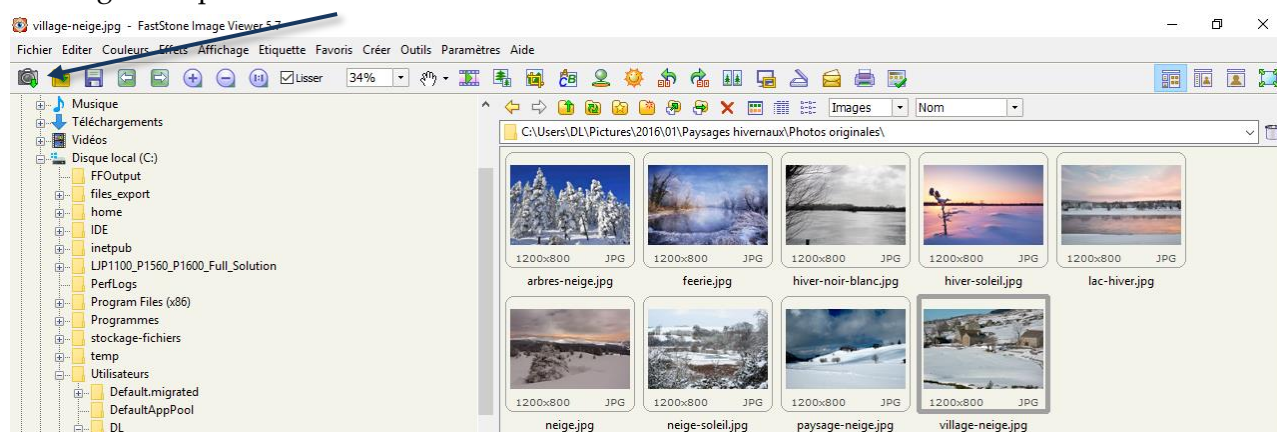 village-neige.jpg - FastStone Image Viewer 5.7
Fichier Editer Couleurs Effets Affichage Etiquette Favoris Créer Outils Paramètres Aide
Lisser 34%
Musique
Téléchargements
Vidéos
Disque local (C:)
FFOutput
files_export
home
IDE
inetpub
LJP1100_P1560_P1600_Full_Solution
PerfLogs
Program Files (x86)
Programmes
stockage-fichiers
temp
Utilisateurs
Default.migrated
DefaultAppPool
DL
Images Nom
C:\Users\DL\Pictures\2016\01\Paysages hivernaux\Photos originales\
1200x800 JPG 1200x800 JPG 1200x800 JPG 1200x800 JPG 1200x800 JPG
arbres-neige.jpg feerie.jpg hiver-noir-blanc.jpg hiver-soleil.jpg lac-hiver.jpg
1200x800 JPG 1200x800 JPG 1200x800 JPG 1200x800 JPG
neige.jpg neige-soleil.jpg paysage-neige.jpg village-neige.jpg